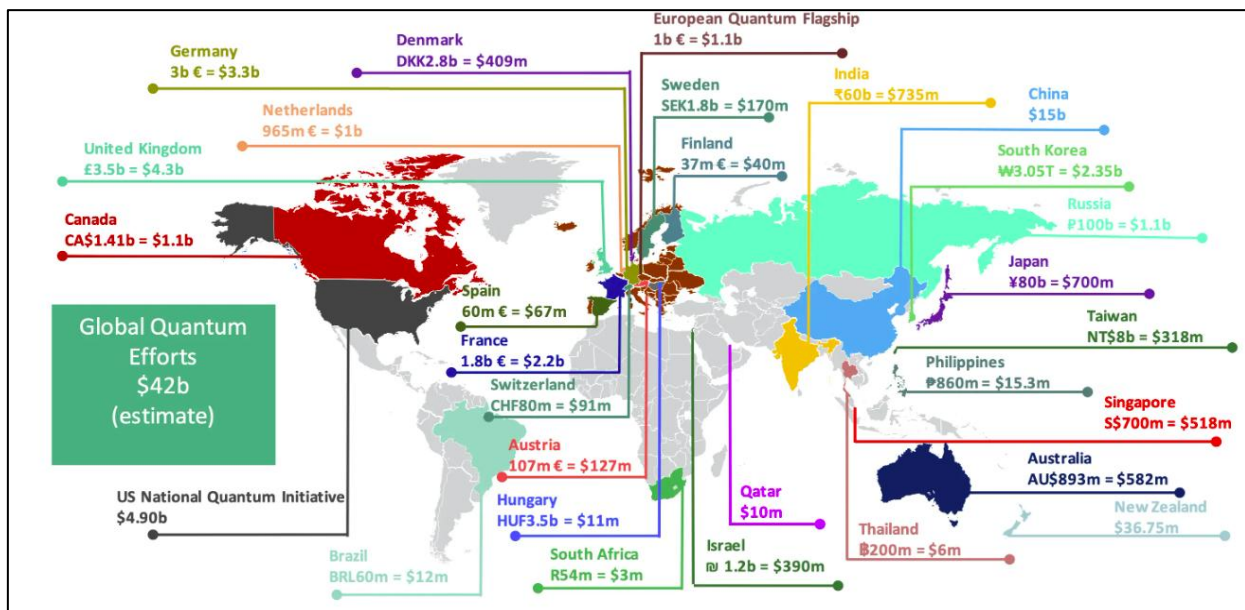 European Quantum Flagship
1b € = $1.1b
Denmark
DKK2.8b = $409m
Germany
3b € = $3.3b
India
₹60b = $735m
Sweden
SEK1.8b = $170m
China
$15b
Netherlands
965m € = $1b
Finland
37m € = $40m
South Korea
₩3.05T = $2.35b
United Kingdom
£3.5b = $4.3b
Russia
₽100b = $1.1b
Canada
CA$1.41b = $1.1b
Japan
¥80b = $700m
Spain
60m € = $67m
Taiwan
NT$8b = $318m
Global Quantum
Efforts
$42b
(estimate)
France
1.8b € = $2.2b
Philippines
₱860m = $15.3m
Switzerland
CHF80m = $91m
Singapore
S$700m = $518m
Austria
107m € = $127m
Australia
AU$893m = $582m
US National Quantum Initiative
$4.90b
Hungary
HUF3.5b = $11m
Qatar
$10m
New Zealand
$36.75m
Thailand
฿200m = $6m
Brazil
BRL60m = $12m
South Africa
R54m = $3m
Israel
₪ 1.2b = $390m